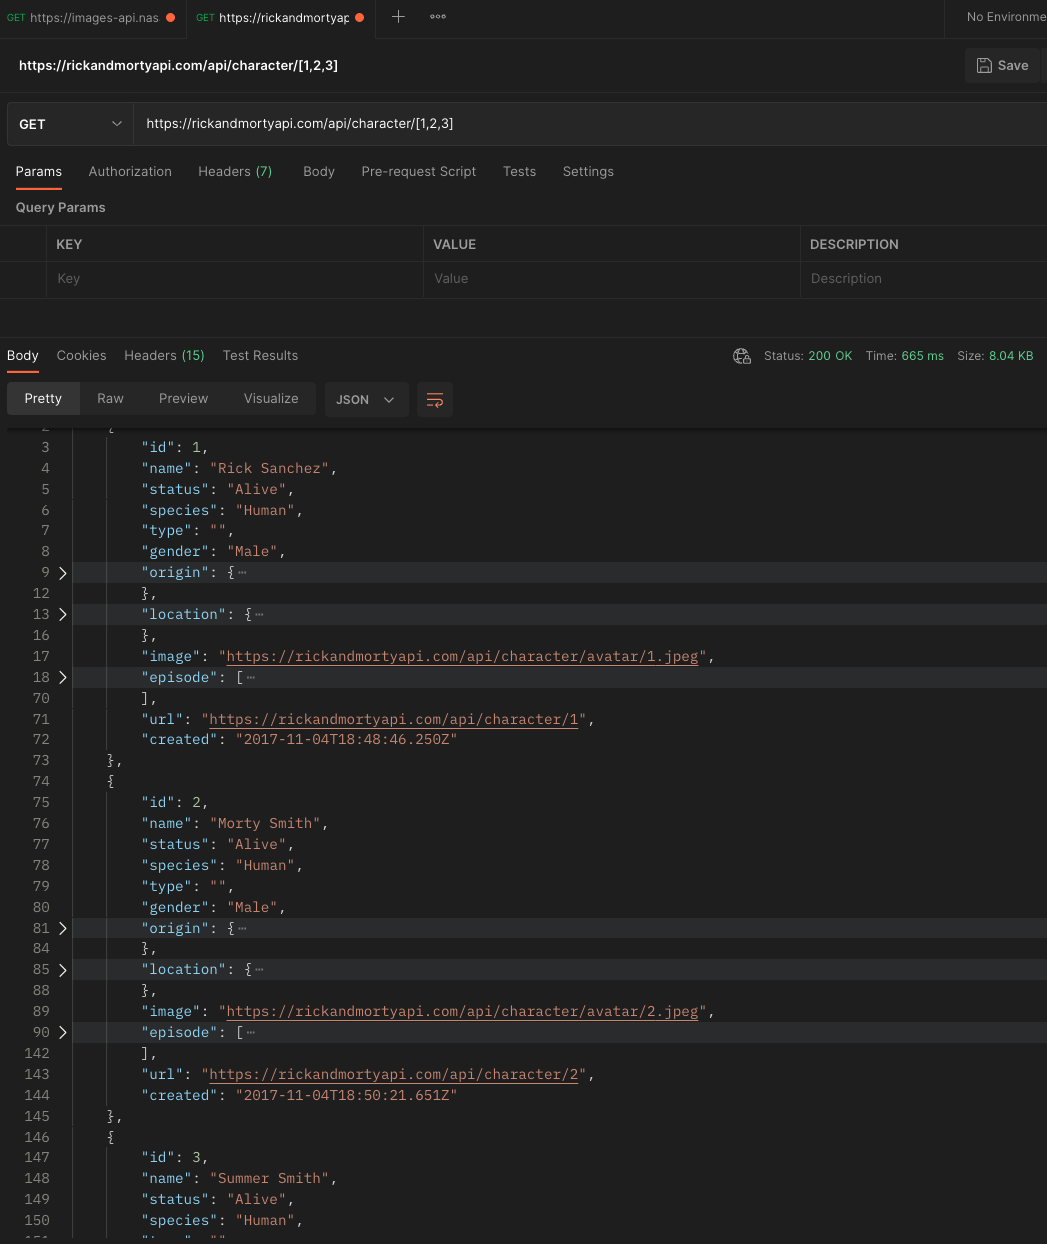 GET https://images-api.nas GET https://rickandmortyap No Environme
https://rickandmortyapi.com/api/character/[1,2,3] Save
GET https://rickandmortyapi.com/api/character/[1,2,3]
Params Authorization Headers (7) Body Pre-request Script Tests Settings
Query Params
KEY VALUE DESCRIPTION
Key Value Description
Body Cookies Headers (15) Test Results Status: 200 OK Time: 665 ms Size: 8.04 KB
Pretty Raw Preview Visualize JSON
2 {
3 "id": 1,
4 "name": "Rick Sanchez",
5 "status": "Alive",
6 "species": "Human",
7 "type": "",
8 "gender": "Male",
9 "origin": {…
12 },
13 "location": {…
16 },
17 "image": "https://rickandmortyapi.com/api/character/avatar/1.jpeg",
18 "episode": […
70 ],
71 "url": "https://rickandmortyapi.com/api/character/1",
72 "created": "2017-11-04T18:48:46.250Z"
73 },
74 {
75 "id": 2,
76 "name": "Morty Smith",
77 "status": "Alive",
78 "species": "Human",
79 "type": "",
80 "gender": "Male",
81 "origin": {…
84 },
85 "location": {…
88 },
89 "image": "https://rickandmortyapi.com/api/character/avatar/2.jpeg",
90 "episode": […
142 ],
143 "url": "https://rickandmortyapi.com/api/character/2",
144 "created": "2017-11-04T18:50:21.651Z"
145 },
146 {
147 "id": 3,
148 "name": "Summer Smith",
149 "status": "Alive",
150 "species": "Human",